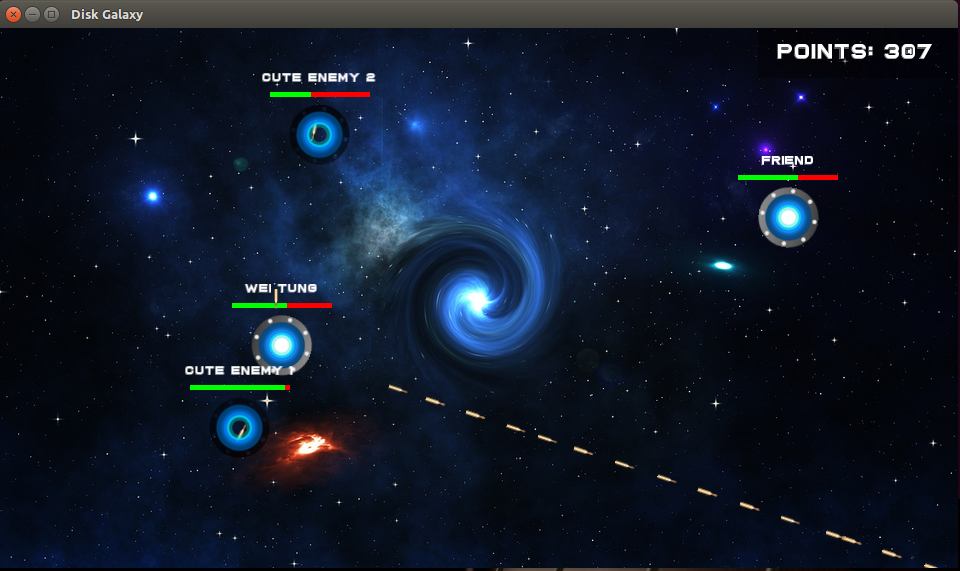 Disk Galaxy
POINTS: 307
CUTE ENEMY 2
FRIEND
WEI TUNG
CUTE ENEMY 1